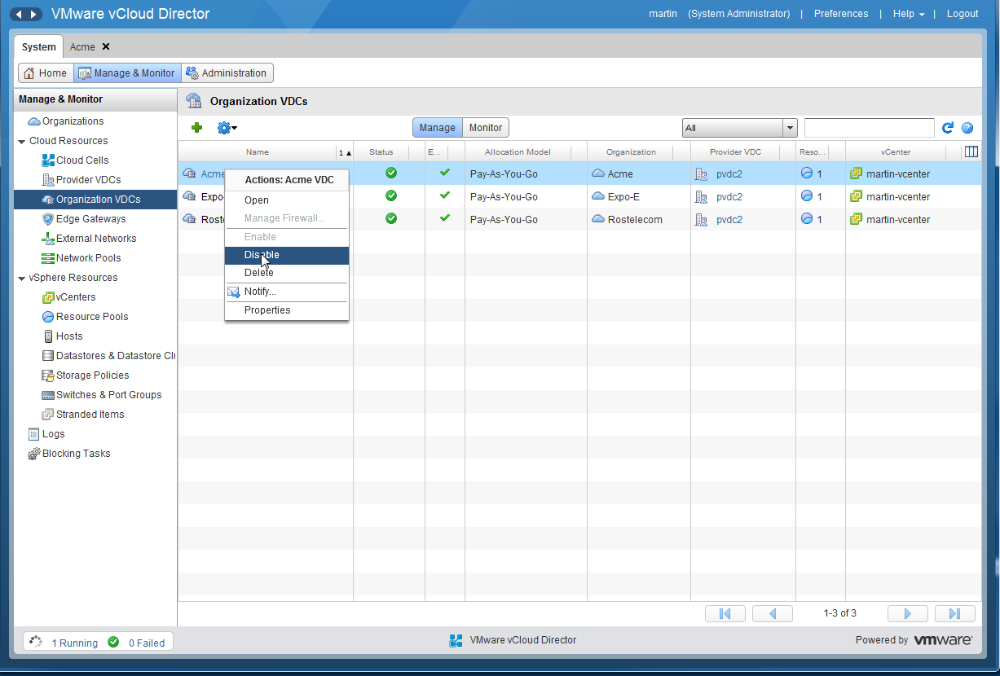 VMware vCloud Director
martin (System Administrator) | Preferences | Help | Logout
System Acme
Home Manage & Monitor Administration
Manage & Monitor
Organizations
Cloud Resources
Cloud Cells
Provider VDCs
Organization VDCs
Edge Gateways
External Networks
Network Pools
vSphere Resources
vCenters
Resource Pools
Hosts
Datastores & Datastore Clu
Storage Policies
Switches & Port Groups
Stranded Items
Logs
Blocking Tasks
Organization VDCs
Manage Monitor All
Name 1 Status E... Allocation Model Organization Provider VDC Reso... vCenter
Acme Pay-As-You-Go Acme pvdc2 1 martin-vcenter
Expo- Pay-As-You-Go Expo-E pvdc2 1 martin-vcenter
Rost Pay-As-You-Go Rostelecom pvdc2 1 martin-vcenter
Actions: Acme VDC
Open
Manage Firewall...
Enable
Disable
Delete
Notify...
Properties
1-3 of 3
1 Running 0 Failed
VMware vCloud Director
Powered by vmware